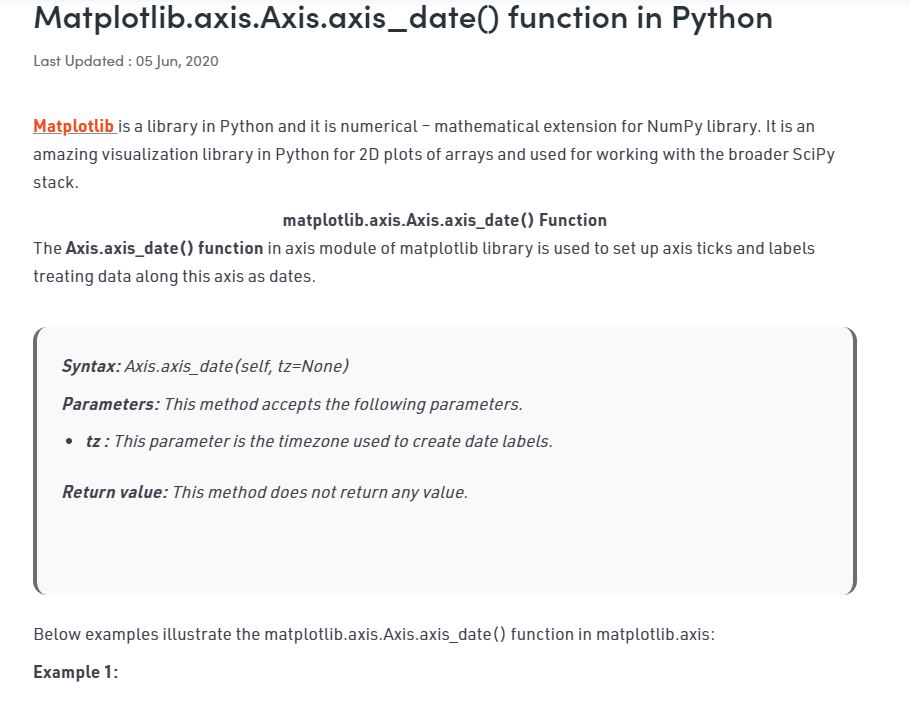 Matplotlib.axis.Axis.axis_date() function in Python
Last Updated : 05 Jun, 2020
Matplotlib is a library in Python and it is numerical – mathematical extension for NumPy library. It is an
amazing visualization library in Python for 2D plots of arrays and used for working with the broader SciPy
stack.
matplotlib.axis.Axis.axis_date() Function
The Axis.axis_date() function in axis module of matplotlib library is used to set up axis ticks and labels
treating data along this axis as dates.
Syntax: Axis.axis_date(self, tz=None)
Parameters: This method accepts the following parameters.
• tz : This parameter is the timezone used to create date labels.
Return value: This method does not return any value.
Below examples illustrate the matplotlib.axis.Axis.axis_date() function in matplotlib.axis:
Example 1: